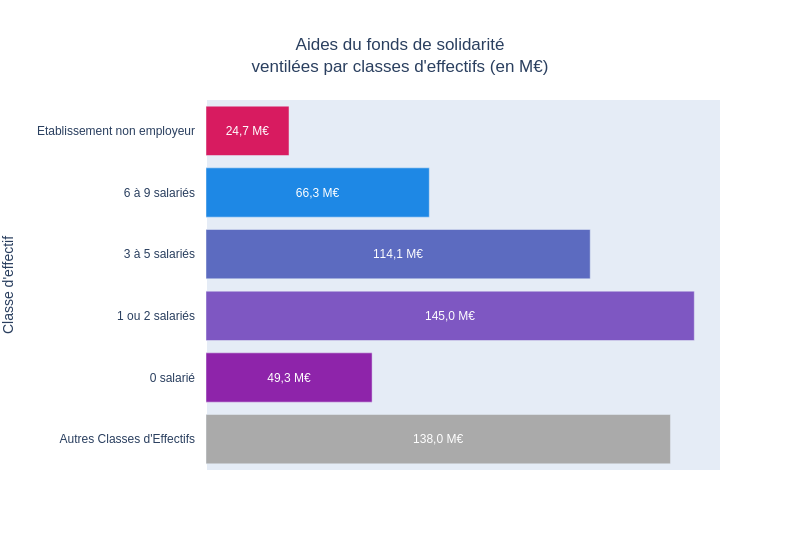 Aides du fonds de solidarité
ventilées par classes d'effectifs (en M€)
Classe d'effectif
Etablissement non employeur
24,7 M€
6 à 9 salariés
66,3 M€
3 à 5 salariés
114,1 M€
1 ou 2 salariés
145,0 M€
0 salarié
49,3 M€
Autres Classes d'Effectifs
138,0 M€